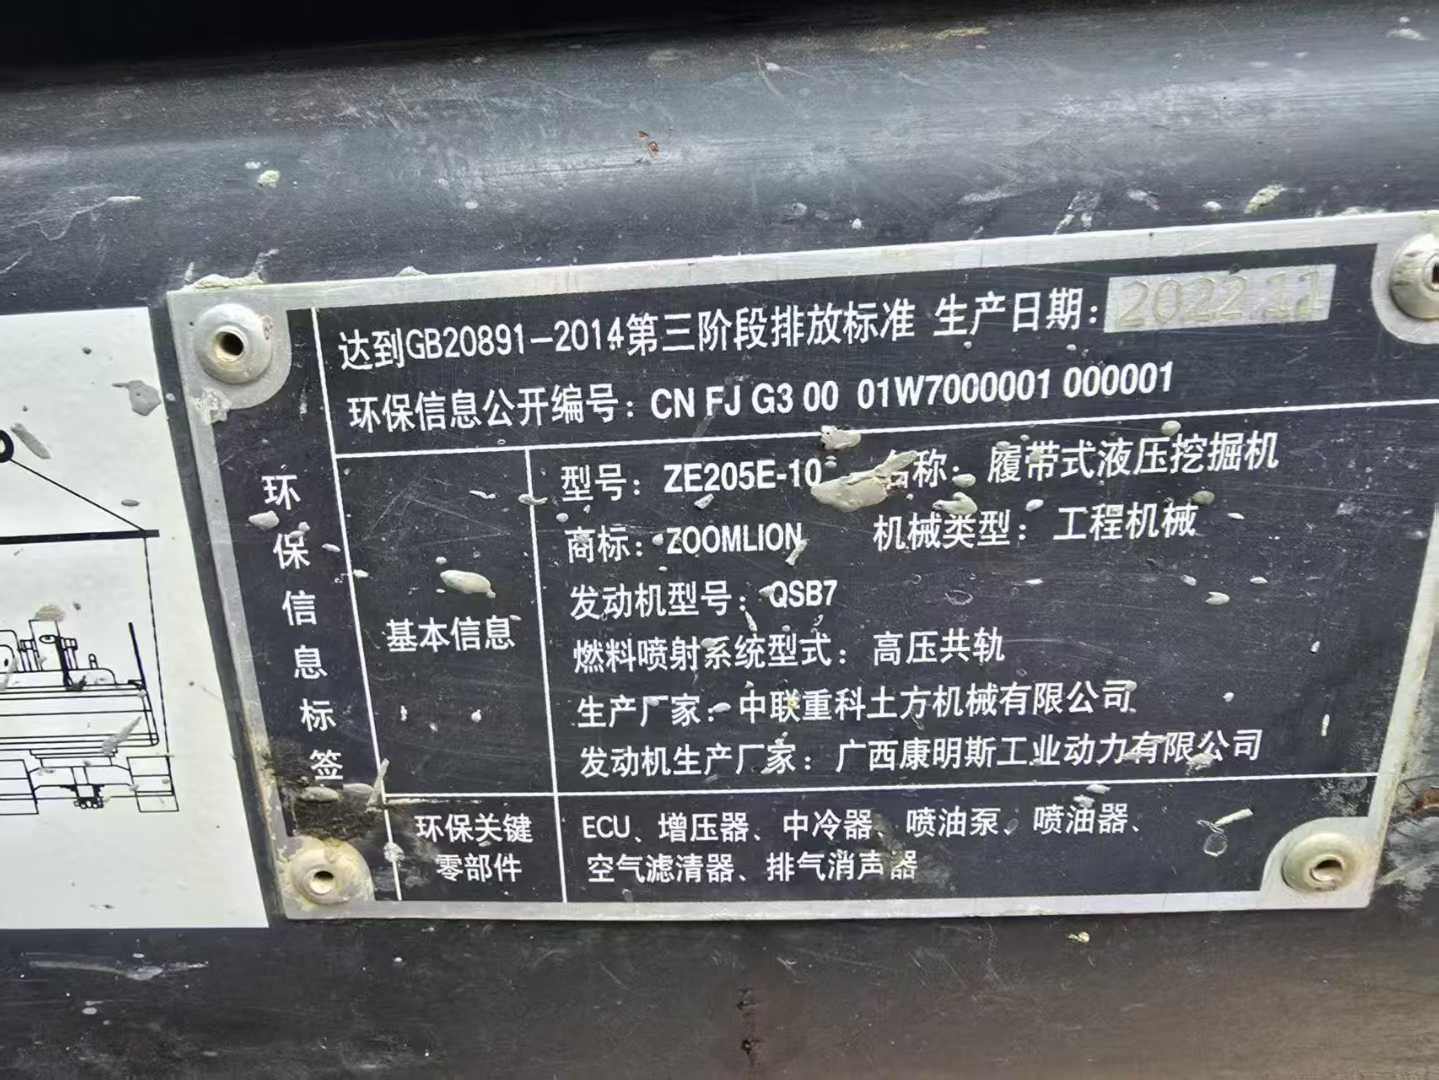 达到GB20891-2014第三阶段排放标准 生产日期：2022 11
环保信息公开编号：CN FJ G3 00 01W7000001 000001
环保信息标签
基本信息
型号：ZE205E-10 名称：履带式液压挖掘机
商标：ZOOMLION 机械类型：工程机械
发动机型号：QSB7
燃料喷射系统型式：高压共轨
生产厂家：中联重科土方机械有限公司
发动机生产厂家：广西康明斯工业动力有限公司
环保关键
零部件
ECU、增压器、中冷器、喷油泵、喷油器、
空气滤清器、排气消声器